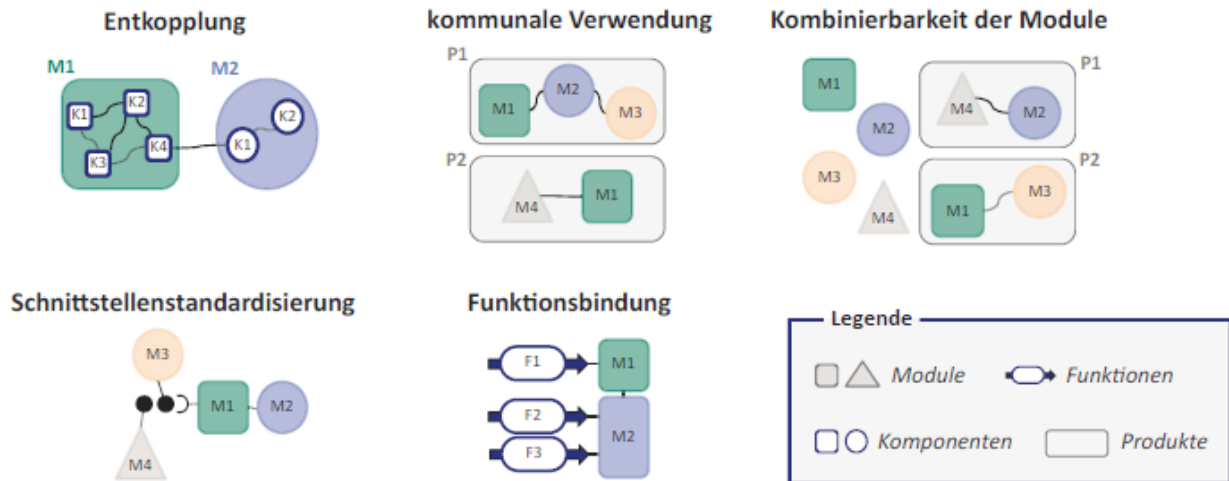 Entkopplung
M1
M2
K1
K2
K3
K4
K1
K2
kommunale Verwendung
P1
M1
M2
M3
P2
M4
M1
Kombinierbarkeit der Module
M1
M2
M3
M4
P1
M4
M2
P2
M1
M3
Schnittstellenstandardisierung
M3
M1
M2
M4
Funktionsbindung
F1
M1
F2
M2
F3
Legende
Module
Funktionen
Komponenten
Produkte